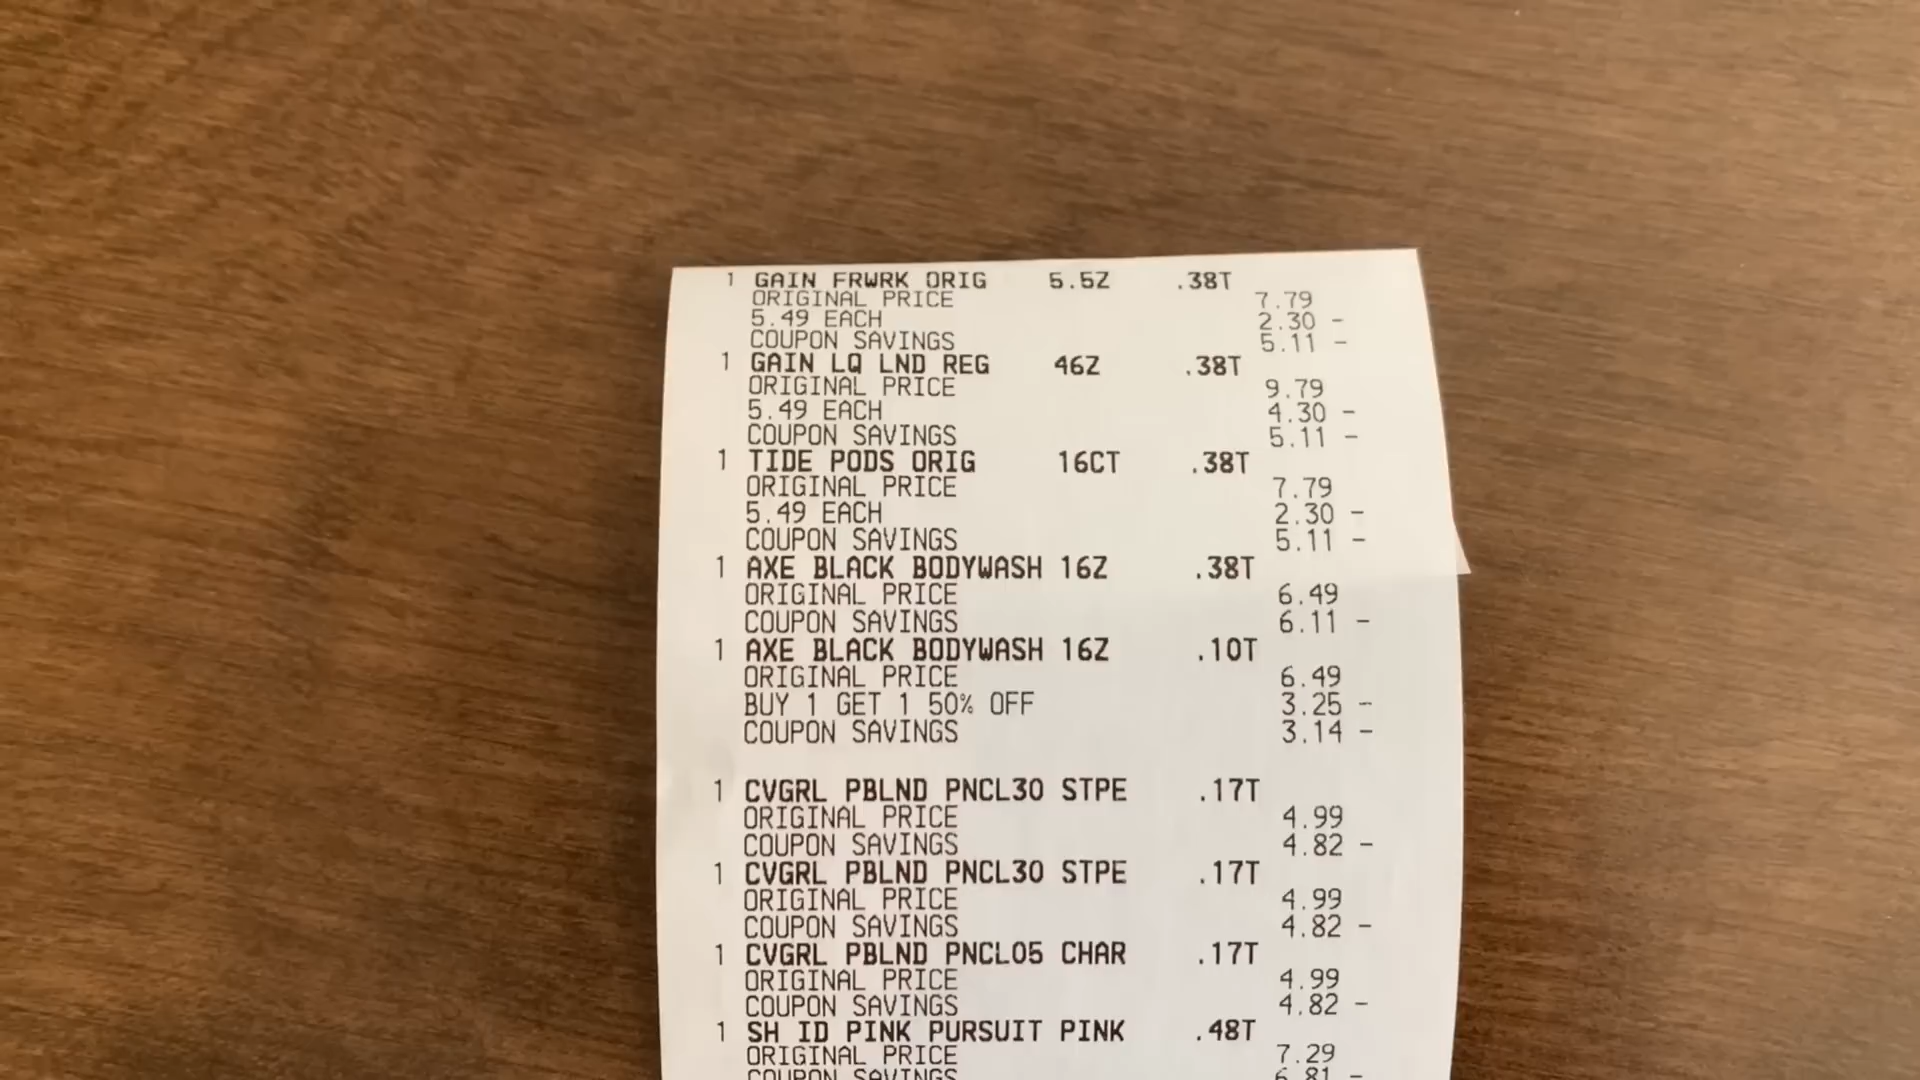 1 GAIN FRWRK ORIG 5.5Z .38T
ORIGINAL PRICE 7.79
5.49 EACH 2.30 -
COUPON SAVINGS 5.11 -
1 GAIN LQ LND REG 46Z .38T
ORIGINAL PRICE 9.79
5.49 EACH 4.30 -
COUPON SAVINGS 5.11 -
1 TIDE PODS ORIG 16CT .38T
ORIGINAL PRICE 7.79
5.49 EACH 2.30 -
COUPON SAVINGS 5.11 -
1 AXE BLACK BODYWASH 16Z .38T
ORIGINAL PRICE 6.49
COUPON SAVINGS 6.11 -
1 AXE BLACK BODYWASH 16Z .10T
ORIGINAL PRICE 6.49
BUY 1 GET 1 50% OFF 3.25 -
COUPON SAVINGS 3.14 -
1 CVGRL PBLND PNCL30 STPE .17T
ORIGINAL PRICE 4.99
COUPON SAVINGS 4.82 -
1 CVGRL PBLND PNCL30 STPE .17T
ORIGINAL PRICE 4.99
COUPON SAVINGS 4.82 -
1 CVGRL PBLND PNCL05 CHAR .17T
ORIGINAL PRICE 4.99
COUPON SAVINGS 4.82 -
1 SH ID PINK PURSUIT PINK .48T
ORIGINAL PRICE 7.29
COUPON SAVINGS 6.81 -